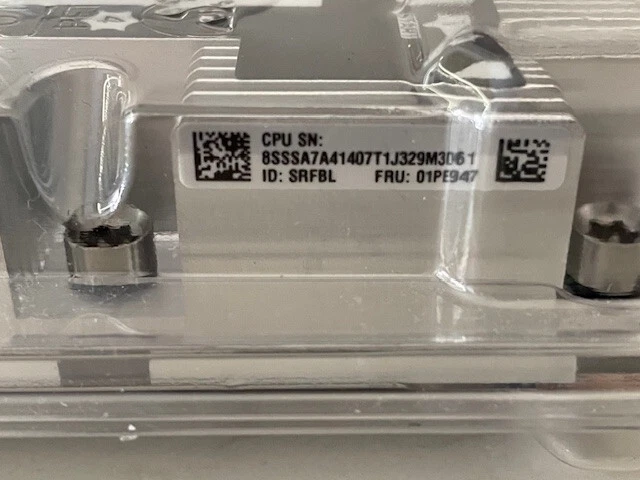 CPU SN:
8SSSA7A41407T1J329M3061
ID: SRFBL FRU: 01PE947